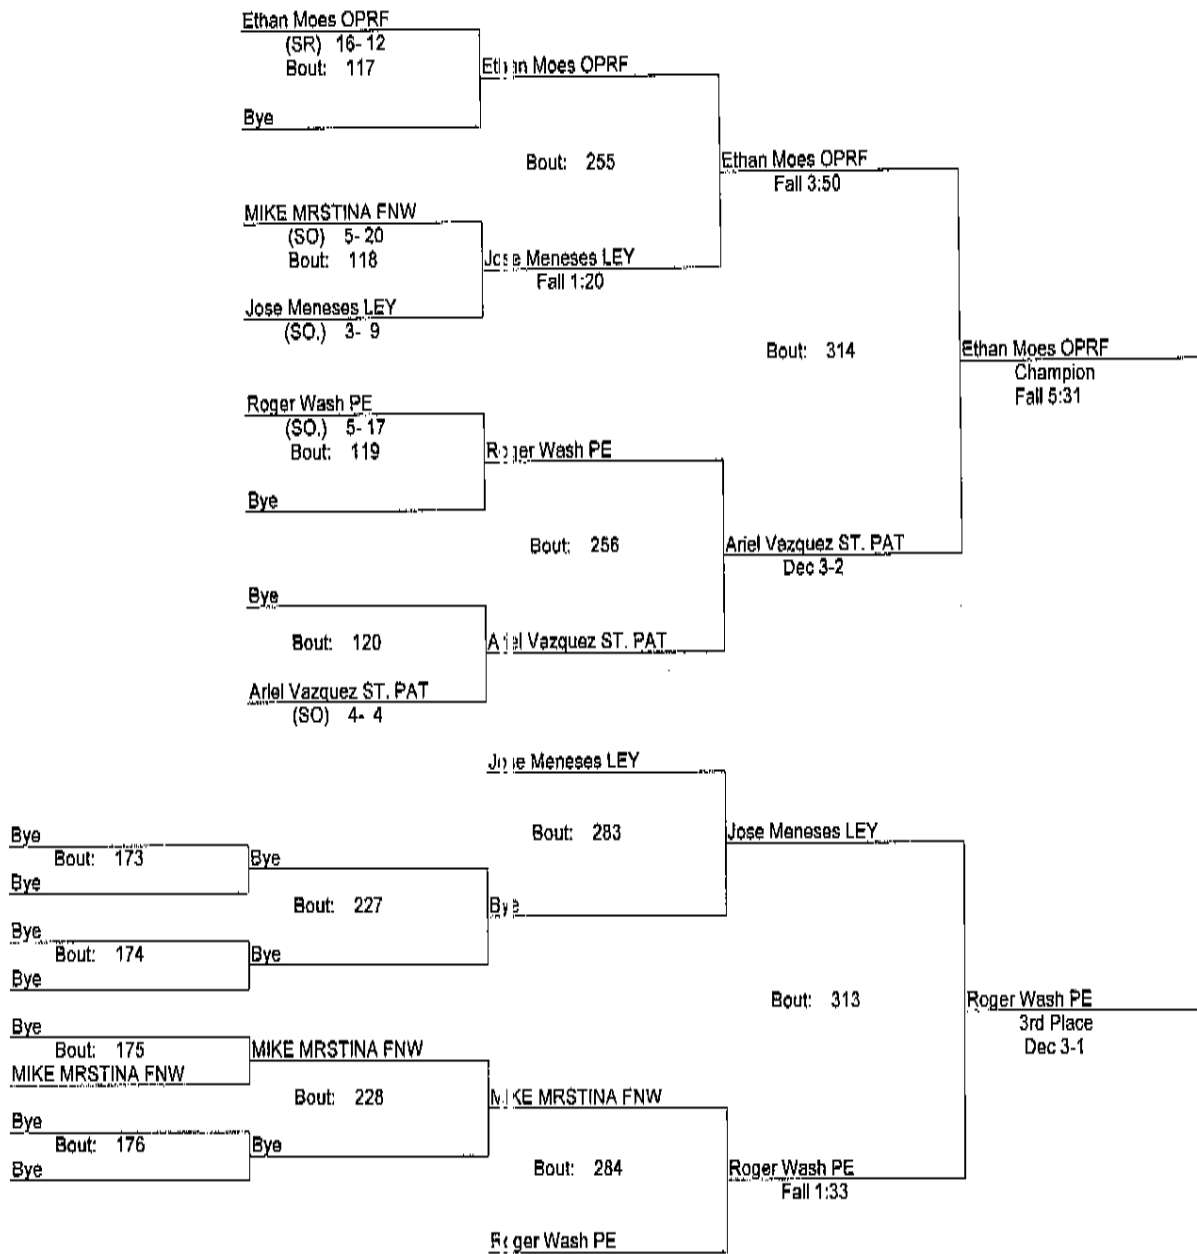 Ethan Moes OPRF
(SR) 16- 12
Bout: 117
Ethan Moes OPRF
Bye
Bout: 255
Ethan Moes OPRF
Fall 3:50
MIKE MRSTINA FNW
(SO) 5- 20
Bout: 118
Jose Meneses LEY
Fall 1:20
Jose Meneses LEY
(SO.) 3- 9
Bout: 314
Ethan Moes OPRF
Champion
Fall 5:31
Roger Wash PE
(SO.) 5- 17
Bout: 119
Roger Wash PE
Bye
Bout: 256
Ariel Vazquez ST. PAT
Dec 3-2
Bye
Bout: 120
Ariel Vazquez ST. PAT
Ariel Vazquez ST. PAT
(SO) 4- 4
Jose Meneses LEY
Bout: 283
Jose Meneses LEY
Bye
Bout: 173
Bye
Bye
Bout: 227
Bye
Bye
Bout: 174
Bye
Bye
Bout: 313
Roger Wash PE
3rd Place
Dec 3-1
Bye
Bout: 175
MIKE MRSTINA FNW
MIKE MRSTINA FNW
Bout: 228
MIKE MRSTINA FNW
Bye
Bout: 176
Bye
Bye
Bout: 284
Roger Wash PE
Fall 1:33
Roger Wash PE